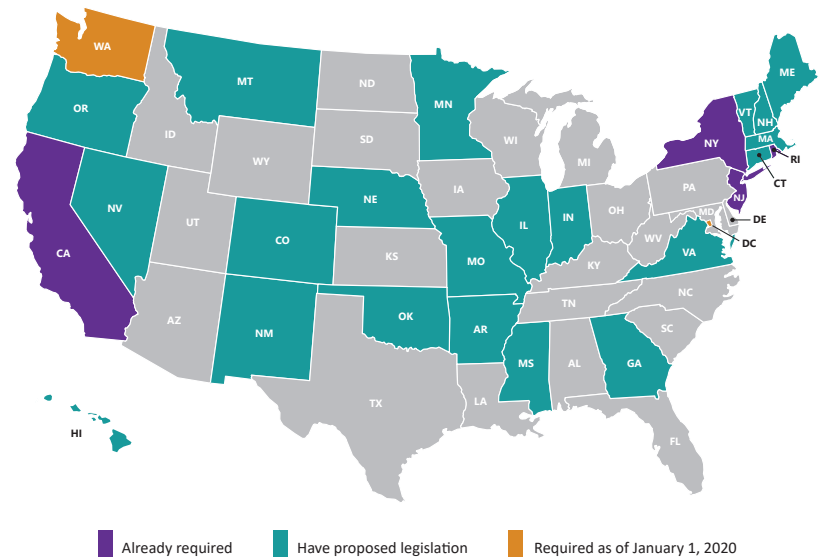 WA
ME
MT
ND
MN
VT
OR
NH
ID
SD
WI
NY
MA
WY
MI
RI
CT
IA
PA
NE
NJ
NV
OH
MD
DE
UT
IL
IN
CO
WV
DC
CA
VA
KS
MO
KY
NC
TN
AZ
OK
NM
AR
SC
MS
AL
GA
TX
LA
HI
FL
Already required
Have proposed legislation
Required as of January 1, 2020